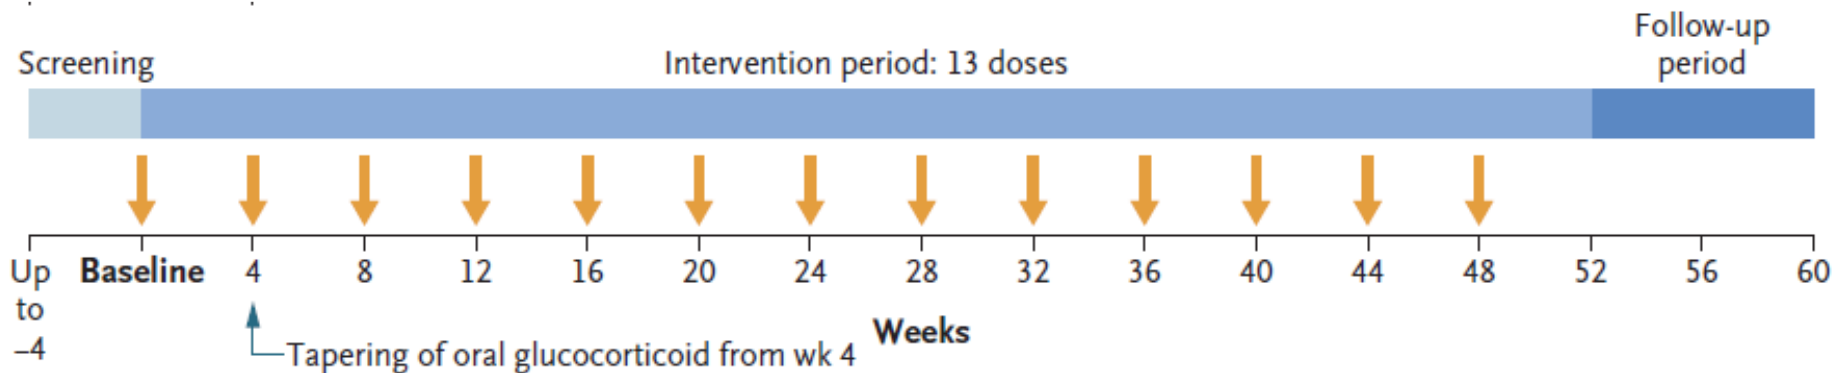 Screening
Intervention period: 13 doses
Follow-up
period
Up
to
–4
Baseline 4 8 12 16 20 24 28 32 36 40 44 48 52 56 60
Weeks
Tapering of oral glucocorticoid from wk 4